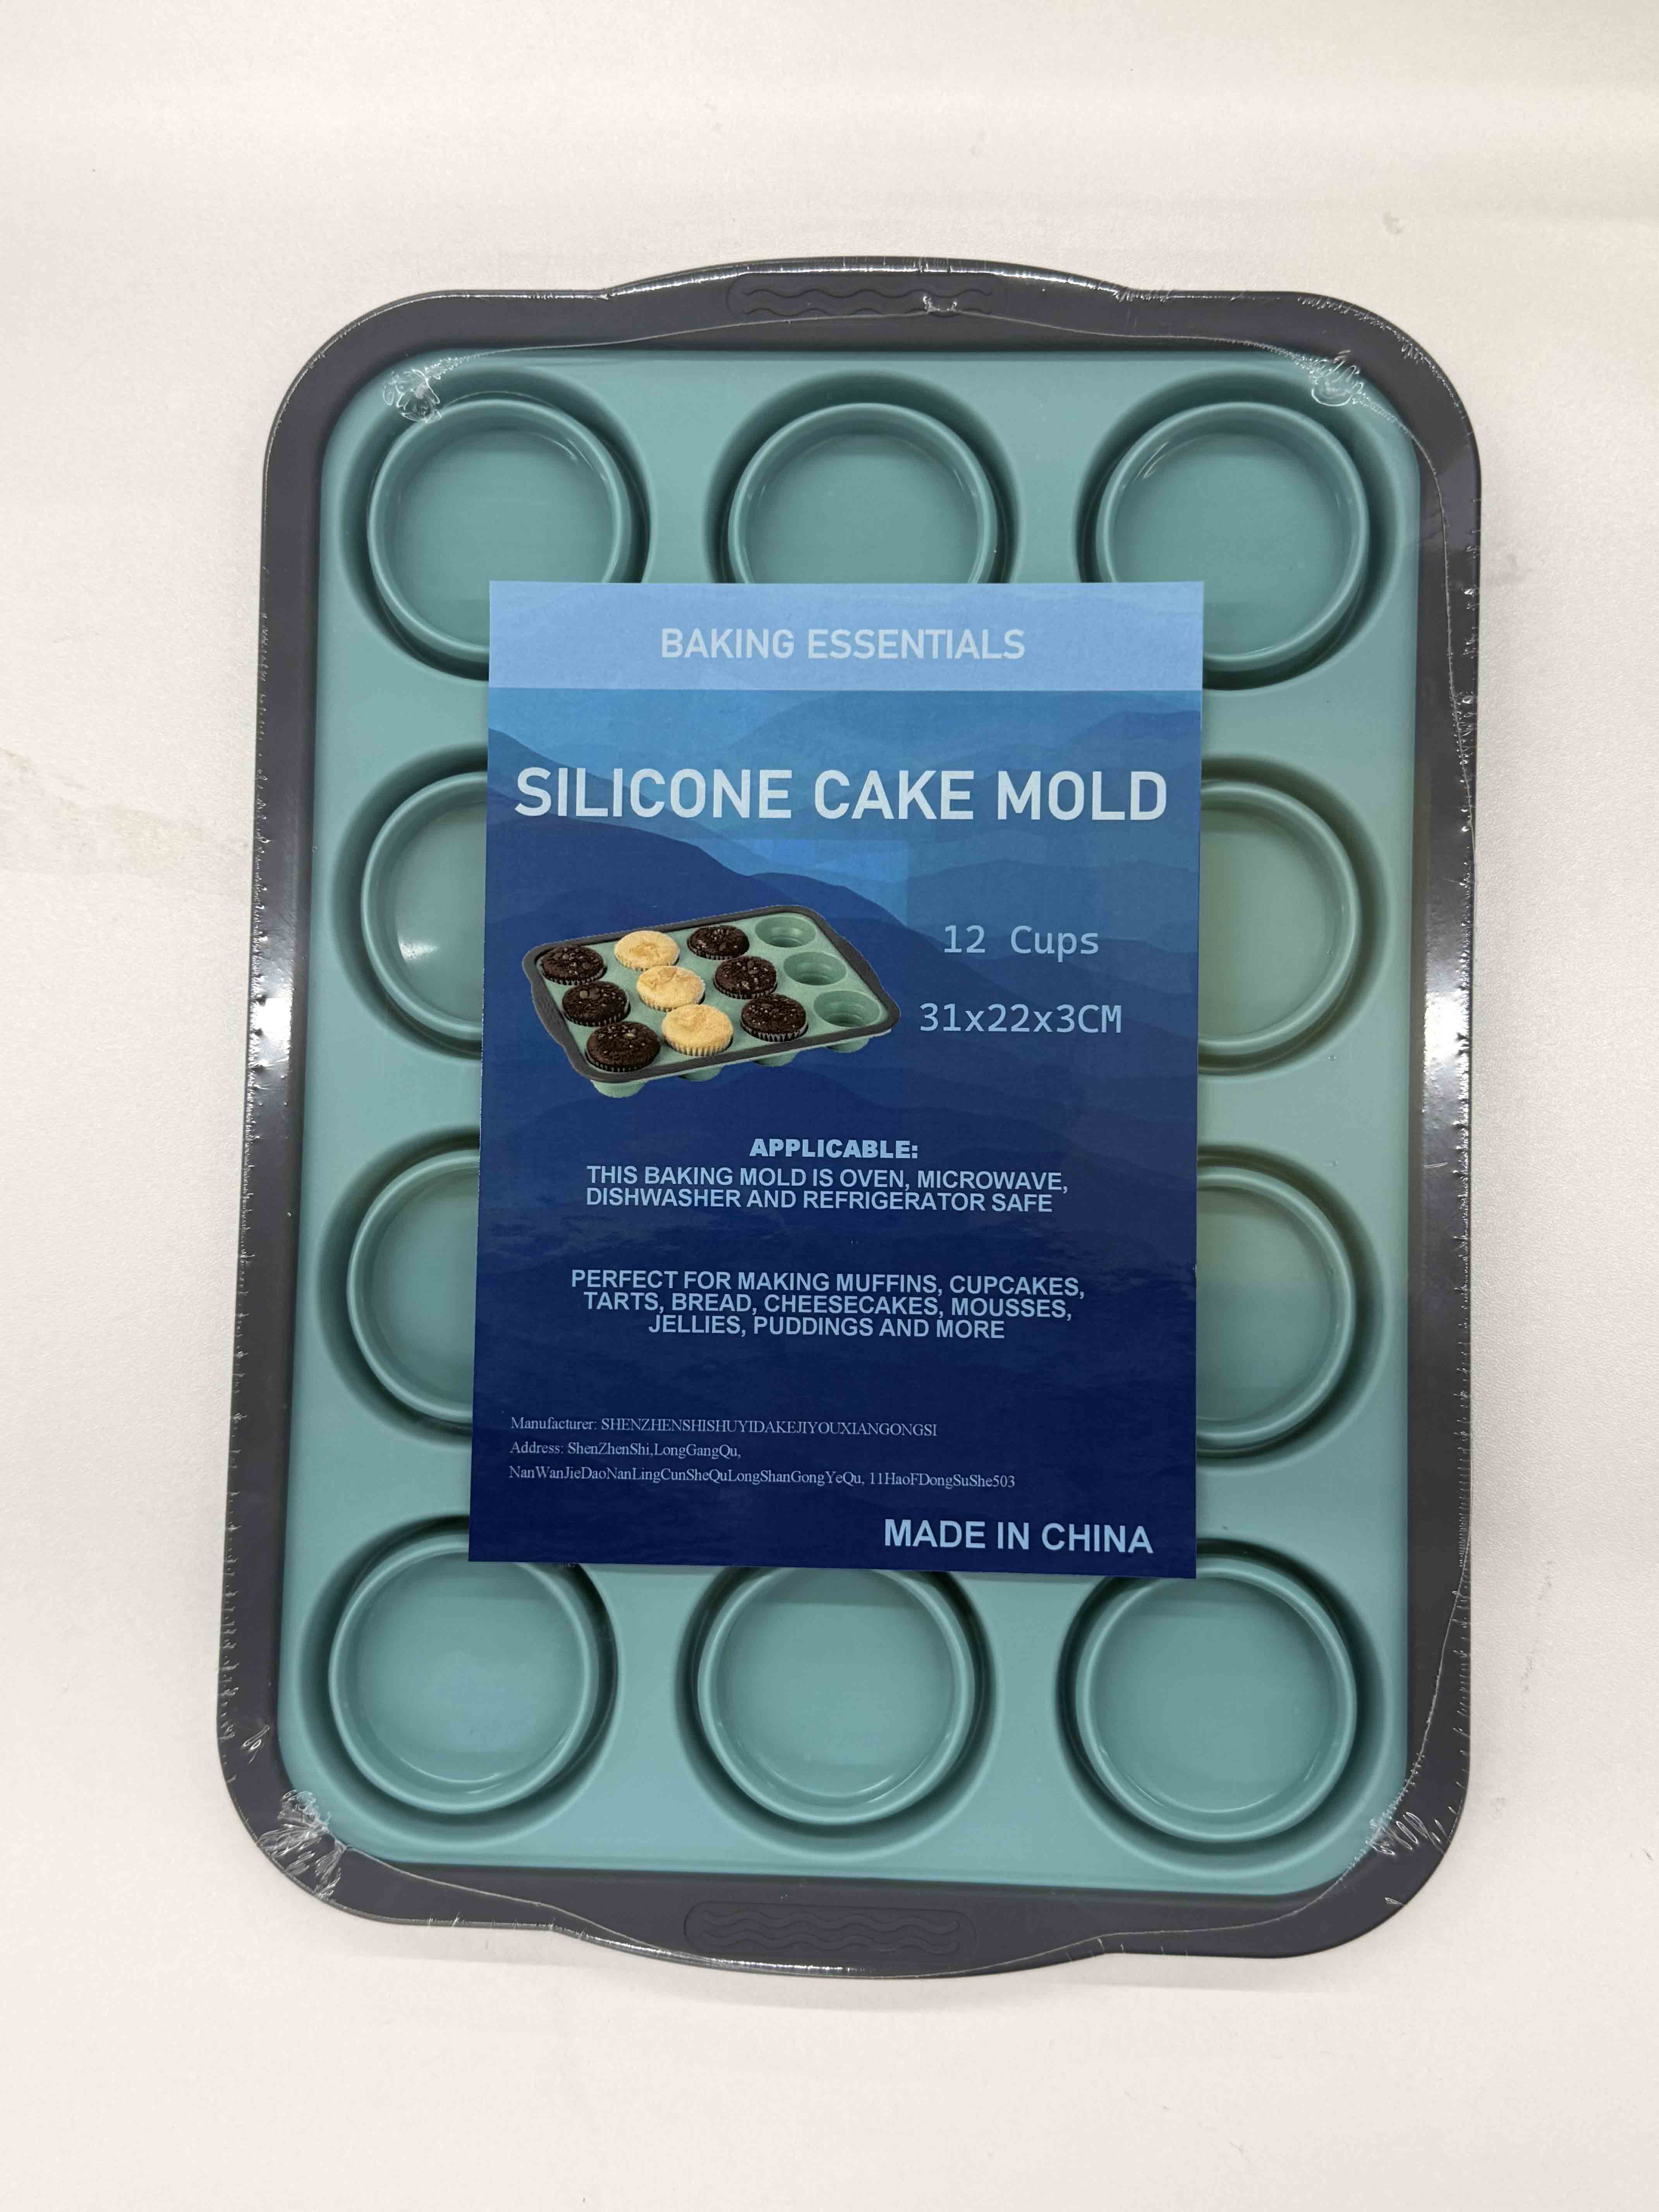 BAKING ESSENTIALS
SILICONE CAKE MOLD
12 Cups
31x22x3CM
APPLICABLE:
THIS BAKING MOLD IS OVEN, MICROWAVE,
DISHWASHER AND REFRIGERATOR SAFE
PERFECT FOR MAKING MUFFINS, CUPCAKES,
TARTS, BREAD, CHEESECAKES, MOUSSES,
JELLIES, PUDDINGS AND MORE
Manufacturer: SHENZHENSHISHUYIDAKEJIYOUXIANGONGSI
Address: ShenZhenShi,LongGangQu,
NanWanJieDaoNanLingCunSheQuLongShanGongYeQu, 11HaoFDongSuShe503
MADE IN CHINA